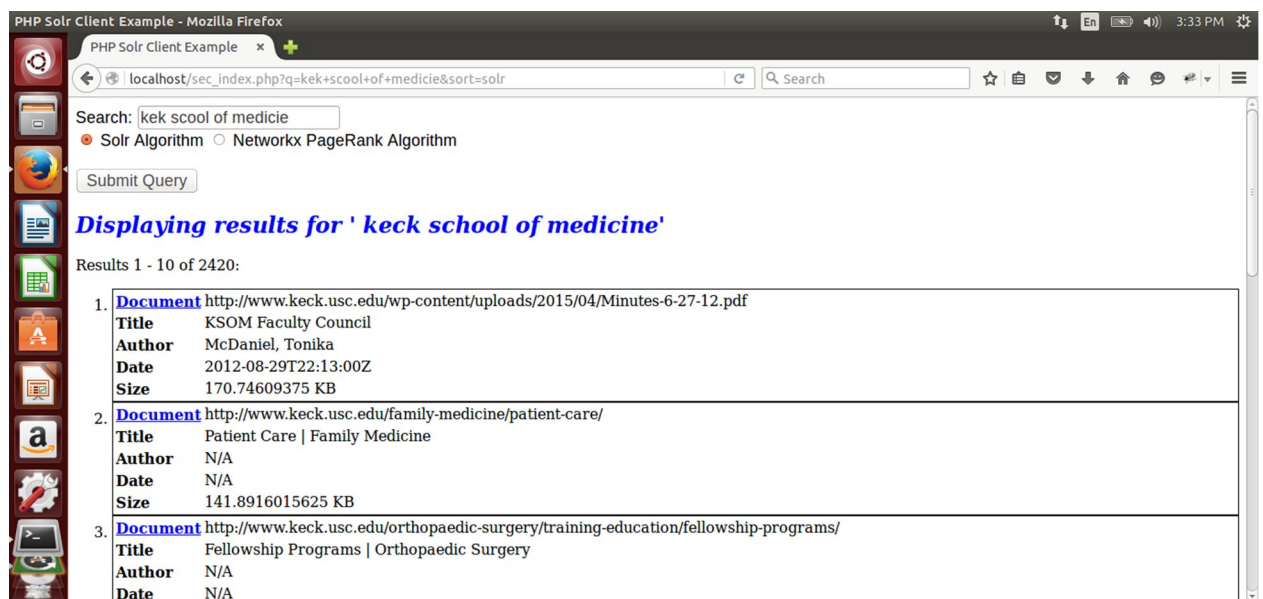 PHP Solr Client Example - Mozilla Firefox En 3:33 PM
PHP Solr Client Example ×
localhost/sec_index.php?q=kek+scool+of+medicie&sort=solr Search
Search: kek scool of medicie
Solr Algorithm Networkx PageRank Algorithm
Submit Query
Displaying results for ' keck school of medicine'
Results 1 - 10 of 2420:
1. Document http://www.keck.usc.edu/wp-content/uploads/2015/04/Minutes-6-27-12.pdf
Title KSOM Faculty Council
Author McDaniel, Tonika
Date 2012-08-29T22:13:00Z
Size 170.74609375 KB
2. Document http://www.keck.usc.edu/family-medicine/patient-care/
Title Patient Care | Family Medicine
Author N/A
Date N/A
Size 141.8916015625 KB
3. Document http://www.keck.usc.edu/orthopaedic-surgery/training-education/fellowship-programs/
Title Fellowship Programs | Orthopaedic Surgery
Author N/A
Date N/A